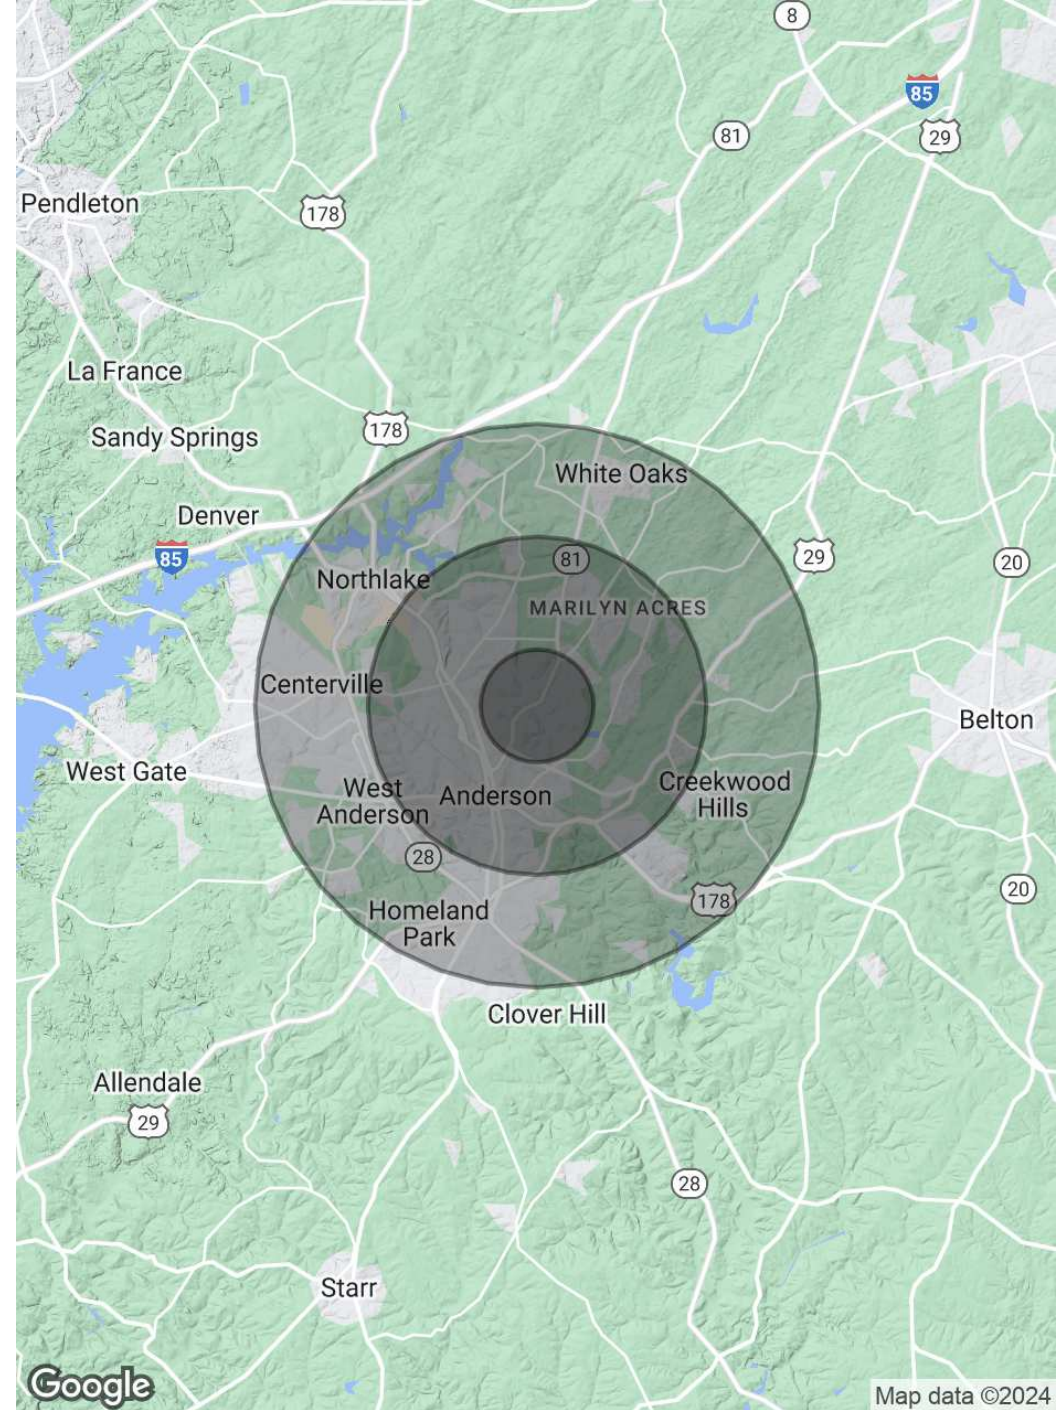 8
85
81
29
Pendleton
178
La France
178
Sandy Springs
White Oaks
Denver
85
81
29
20
Northlake
MARILYN ACRES
Centerville
Belton
West Gate
West
Anderson
Anderson
Creekwood
Hills
28
178
20
Homeland
Park
Clover Hill
Allendale
29
28
Starr
Google
Map data ©2024